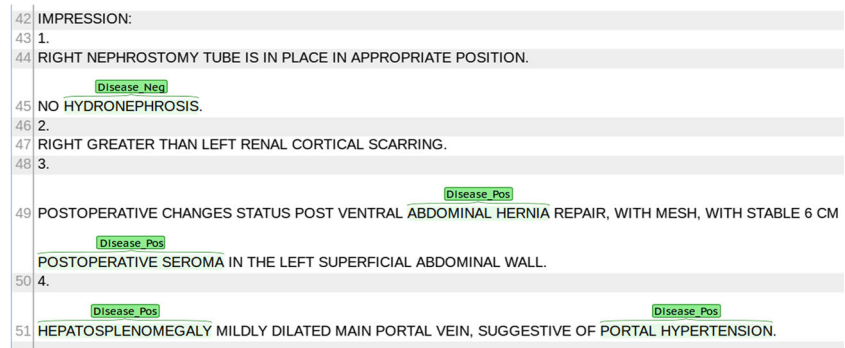 42 IMPRESSION:
43 1.
44 RIGHT NEPHROSTOMY TUBE IS IN PLACE IN APPROPRIATE POSITION.
Disease_Neg
45 NO HYDRONEPHROSIS.
46 2.
47 RIGHT GREATER THAN LEFT RENAL CORTICAL SCARRING.
48 3.
Disease_Pos
49 POSTOPERATIVE CHANGES STATUS POST VENTRAL ABDOMINAL HERNIA REPAIR, WITH MESH, WITH STABLE 6 CM
Disease_Pos
POSTOPERATIVE SEROMA IN THE LEFT SUPERFICIAL ABDOMINAL WALL.
50 4.
Disease_Pos Disease_Pos
51 HEPATOSPLENOMEGALY MILDLY DILATED MAIN PORTAL VEIN, SUGGESTIVE OF PORTAL HYPERTENSION.